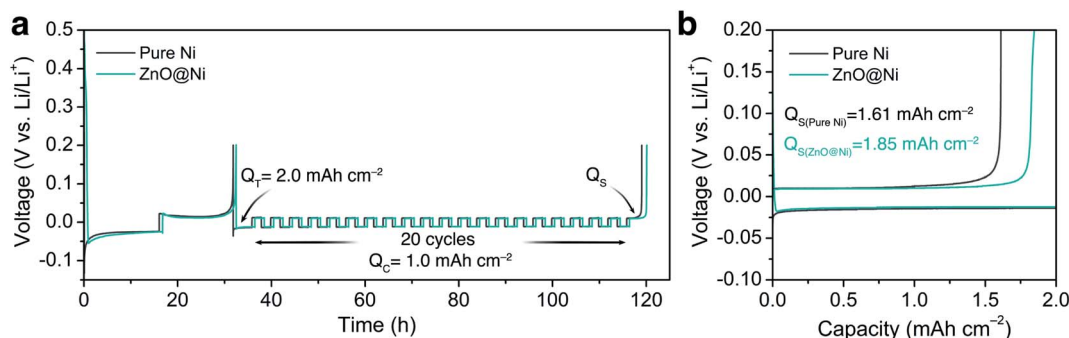 a
Pure Ni
ZnO@Ni
Q_T= 2.0 mAh cm⁻²
Q_S
20 cycles
Q_C= 1.0 mAh cm⁻²
Voltage (V vs. Li/Li⁺)
0.5
0.4
0.3
0.2
0.1
0.0
-0.1
0 20 40 60 80 100 120
Time (h)
b
Pure Ni
ZnO@Ni
Q_S(Pure Ni)=1.61 mAh cm⁻²
Q_S(ZnO@Ni)=1.85 mAh cm⁻²
Voltage (V vs. Li/Li⁺)
0.20
0.15
0.10
0.05
0.00
-0.05
-0.10
0.0 0.5 1.0 1.5 2.0
Capacity (mAh cm⁻²)